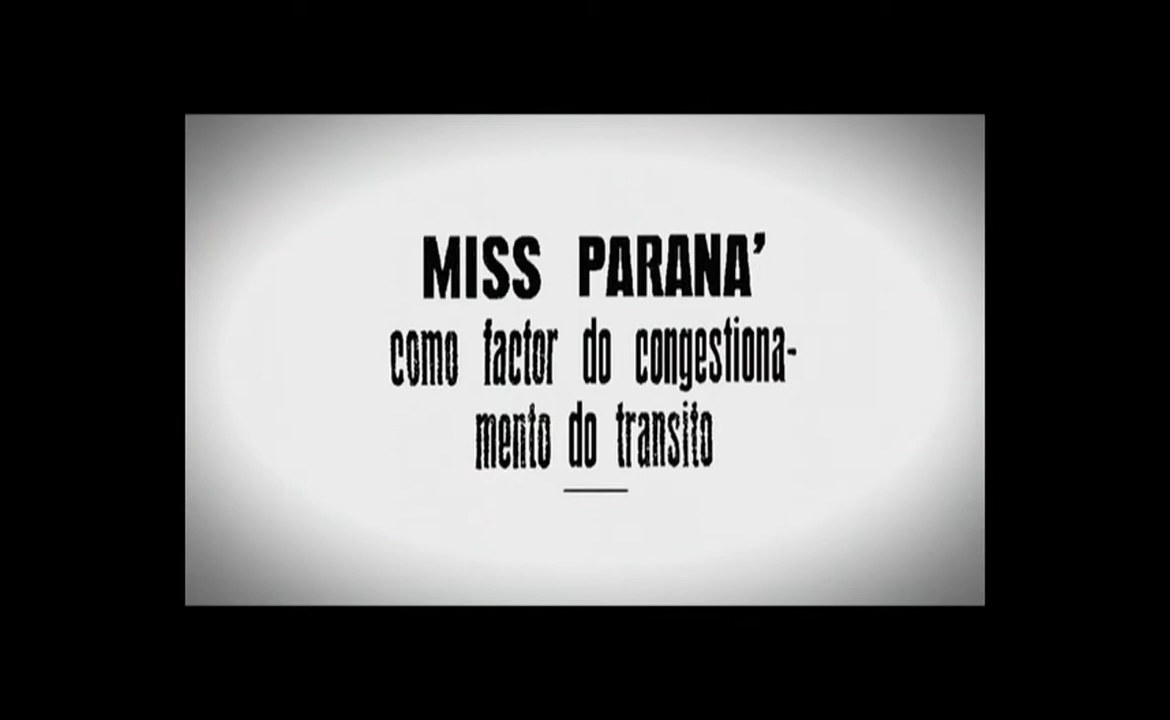 MISS PARANA'
como factor do congestiona-
mento do transito